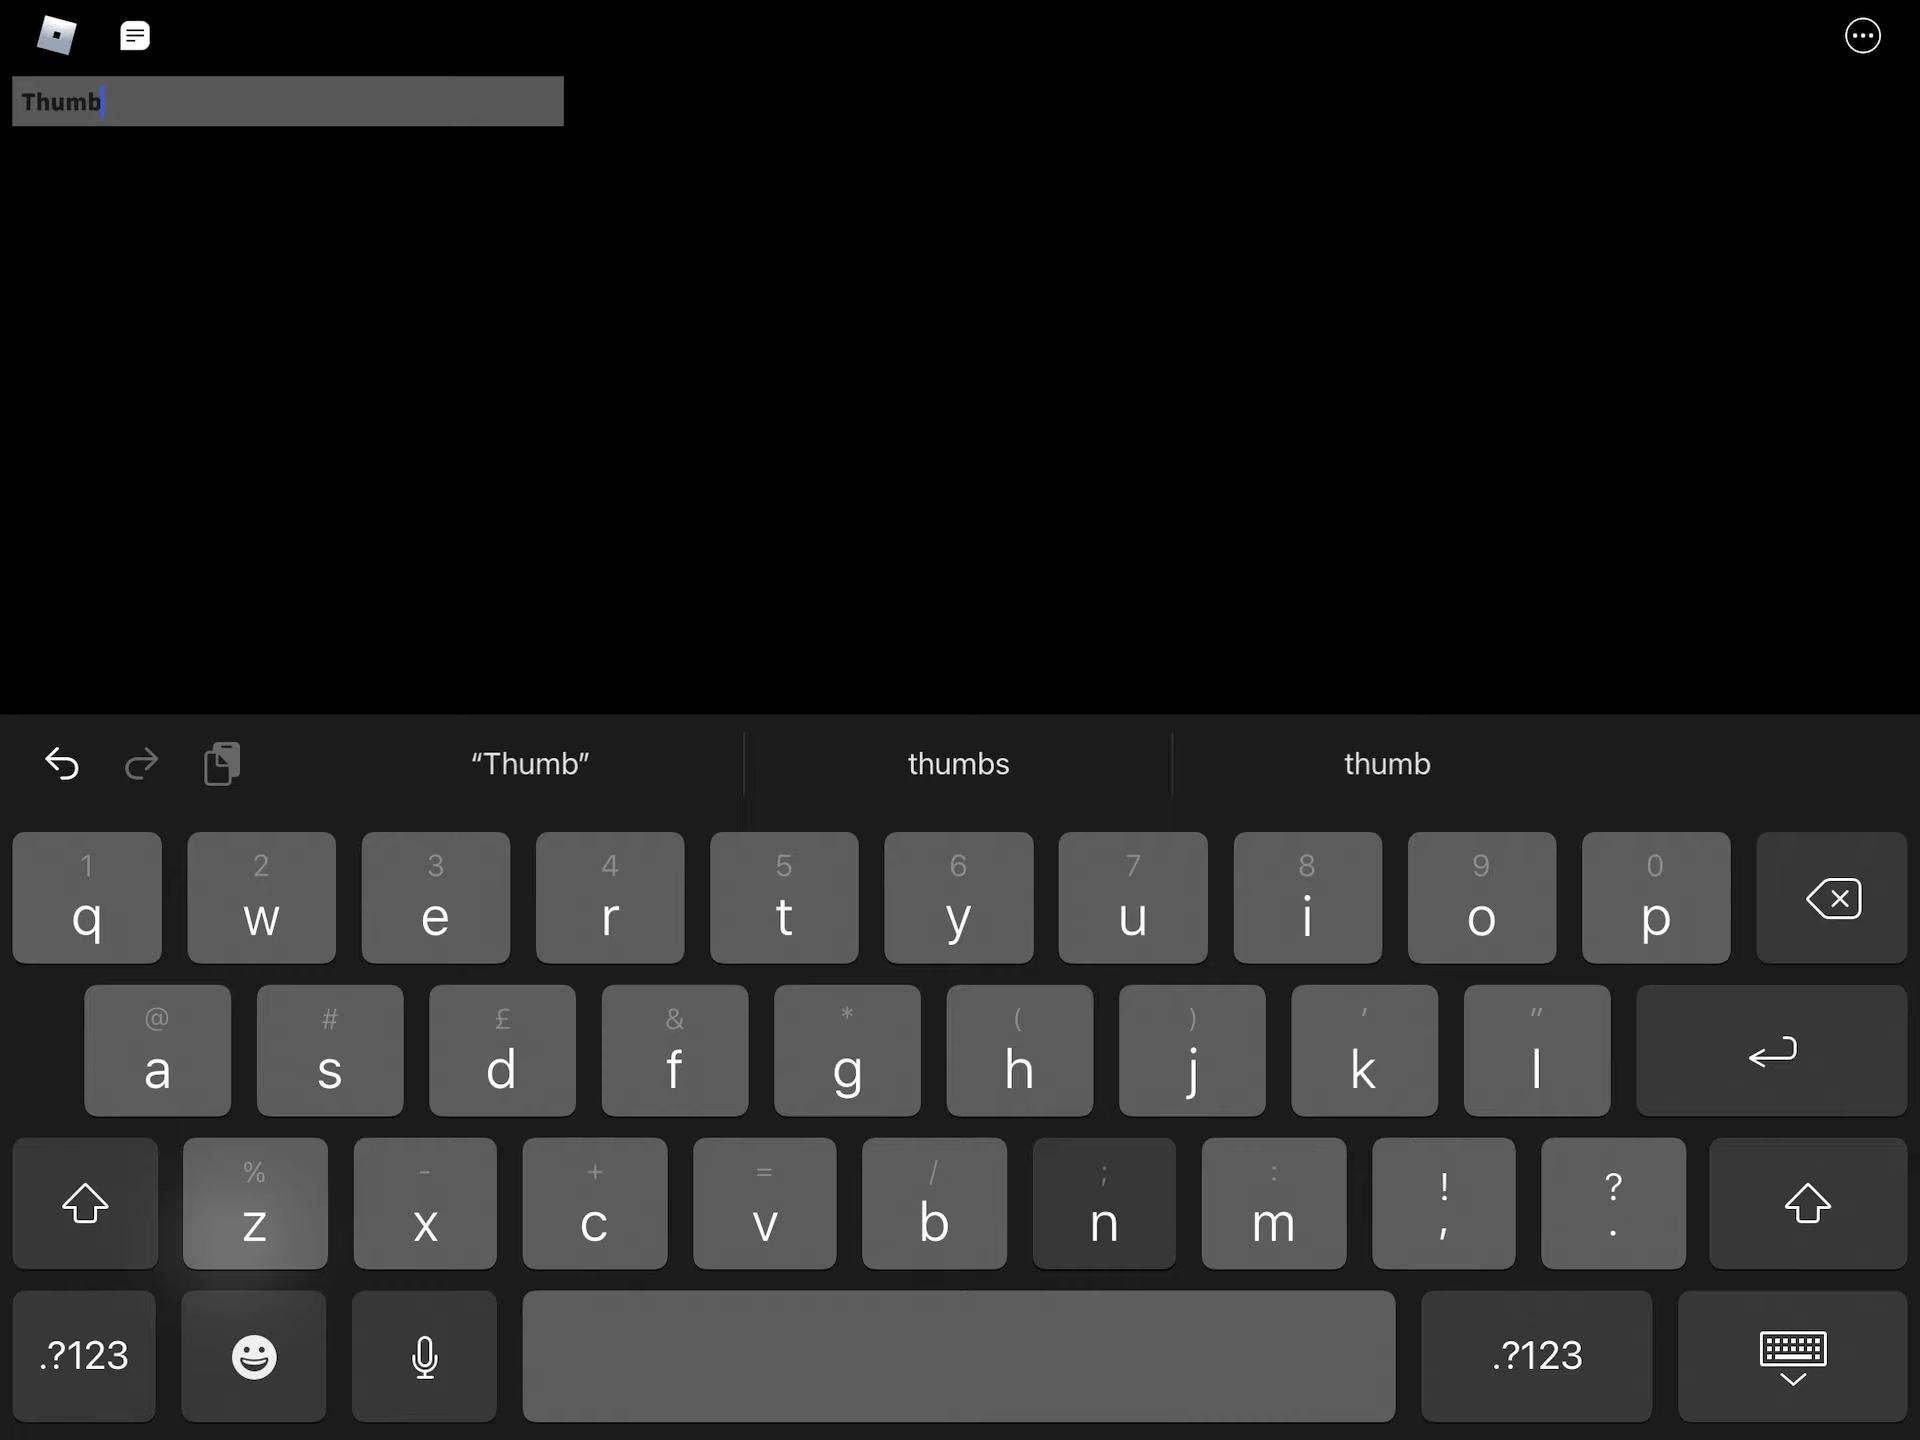 Thumb
“Thumb” thumbs thumb
1 2 3 4 5 6 7 8 9 0
q w e r t y u i o p
@ # £ & * ( ) ' "
a s d f g h j k l
% - + = / ; : ! ?
z x c v b n m , .
.?123 .?123